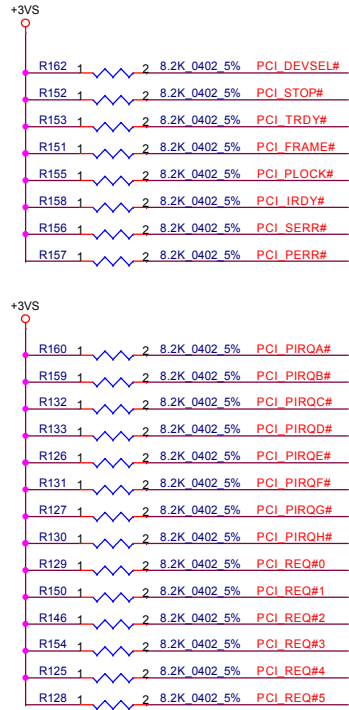 +3VS
R162 1 2 8.2K_0402_5% PCI_DEVSEL#
R152 1 2 8.2K_0402_5% PCI_STOP#
R153 1 2 8.2K_0402_5% PCI_TRDY#
R151 1 2 8.2K_0402_5% PCI_FRAME#
R155 1 2 8.2K_0402_5% PCI_PLOCK#
R158 1 2 8.2K_0402_5% PCI_IRDY#
R156 1 2 8.2K_0402_5% PCI_SERR#
R157 1 2 8.2K_0402_5% PCI_PERR#
+3VS
R160 1 2 8.2K_0402_5% PCI_PIRQA#
R159 1 2 8.2K_0402_5% PCI_PIRQB#
R132 1 2 8.2K_0402_5% PCI_PIRQC#
R133 1 2 8.2K_0402_5% PCI_PIRQD#
R126 1 2 8.2K_0402_5% PCI_PIRQE#
R131 1 2 8.2K_0402_5% PCI_PIRQF#
R127 1 2 8.2K_0402_5% PCI_PIRQG#
R130 1 2 8.2K_0402_5% PCI_PIRQH#
R129 1 2 8.2K_0402_5% PCI_REQ#0
R150 1 2 8.2K_0402_5% PCI_REQ#1
R146 1 2 8.2K_0402_5% PCI_REQ#2
R154 1 2 8.2K_0402_5% PCI_REQ#3
R125 1 2 8.2K_0402_5% PCI_REQ#4
R128 1 2 8.2K_0402_5% PCI_REQ#5